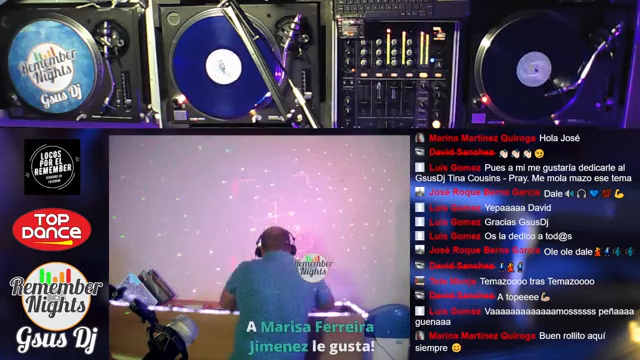 Remember
Nights
Gsus Dj
LOCOS
POR EL
REMEMBER
TOP
DANCE
Remember
Nights
Gsus Dj
Remember
Nights
A Marisa Ferreira
Jimenez le gusta!
Marina Martínez Quiroga Hola José
David Sanchez
Luis Gomez Pues a mi me gustaría dedicarle al
GsusDj Tina Cousins - Pray. Me mola mazo ese tema
José Roque Barna García Dale
Luis Gomez Yepaaaaa David
Luis Gomez Gracias GsusDj
Luis Gomez Os la dedico a tod@s
José Roque Barna García Ole ole dale
David Sanchez
Temazooo tras Temazooo
David Sanchez A topeeee
Luis Gomez Vaaaaaaaaaaaaamossssss peñaaaa
guenaaa
Marina Martínez Quiroga Buen rollito aquí
siempre